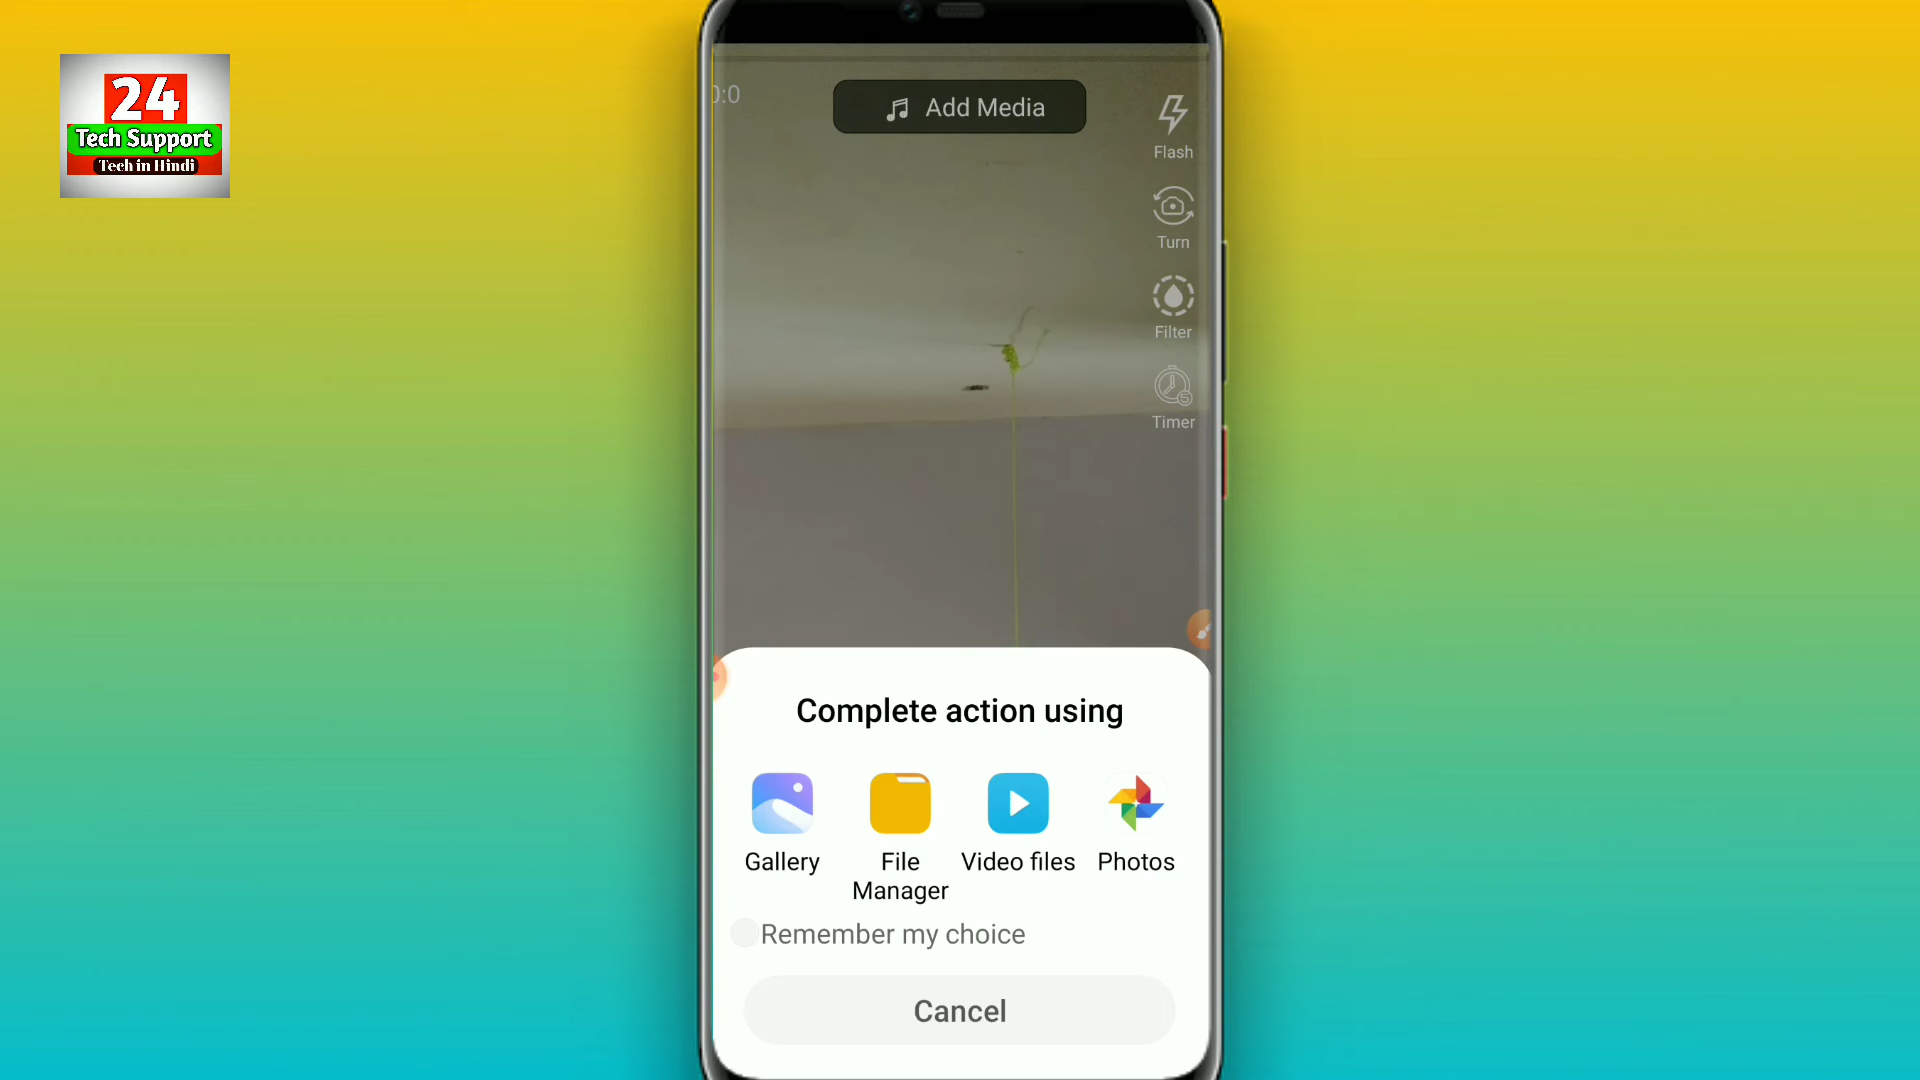 24
Tech Support
Tech in Hindi
0:0
Add Media
Flash
Turn
Filter
5
Timer
Complete action using
Gallery
File Manager
Video files
Photos
Remember my choice
Cancel